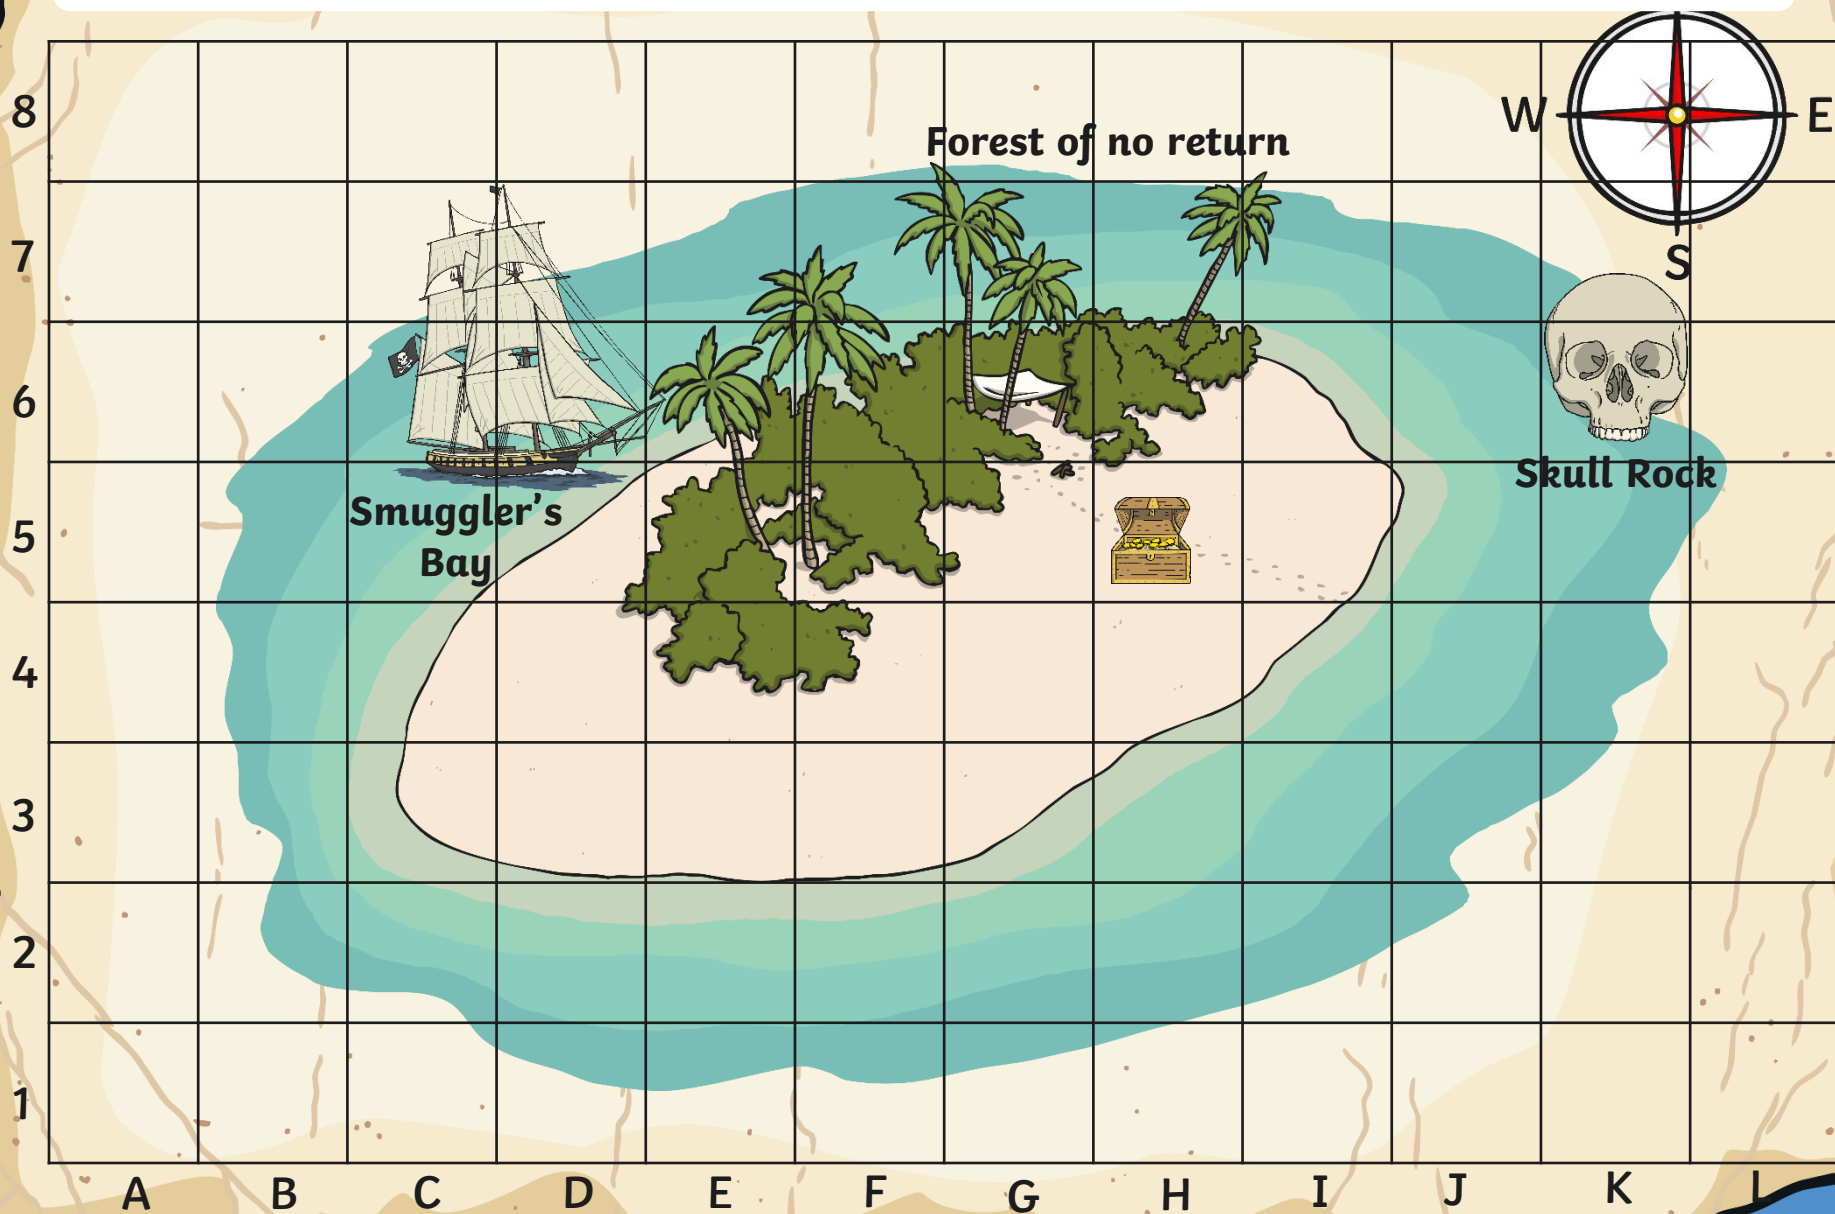 8
Forest of no return
W
E
7
S
6
Skull Rock
Smuggler's
Bay
5
4
3
2
1
A B C D E F G H I J K L